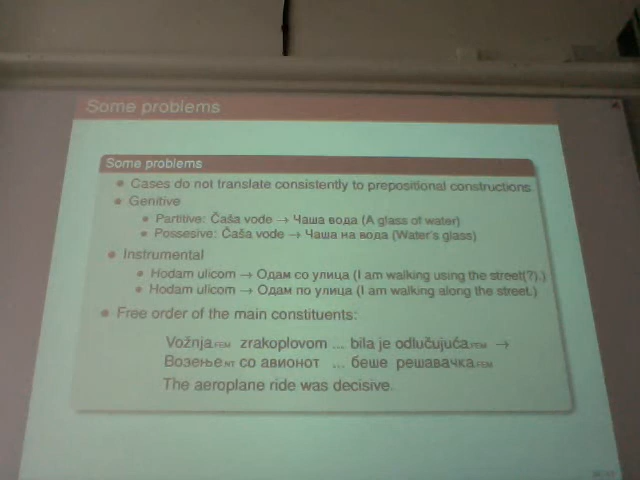 Some problems
Some problems
• Cases do not translate consistently to prepositional constructions.
• Genitive
• Partitive: Čaša vode → Чаша вода (A glass of water)
• Possesive: Čaša vode → Чаша на вода (Water's glass)
• Instrumental
• Hodam ulicom → Одам со улица (I am walking using the street(?).)
• Hodam ulicom → Одам по улица (I am walking along the street.)
• Free order of the main constituents:
Vožnja.FEM zrakoplovom ... bila je odlučujuća.FEM →
Возење.NT со авионот ... беше решавачка.FEM
The aeroplane ride was decisive.